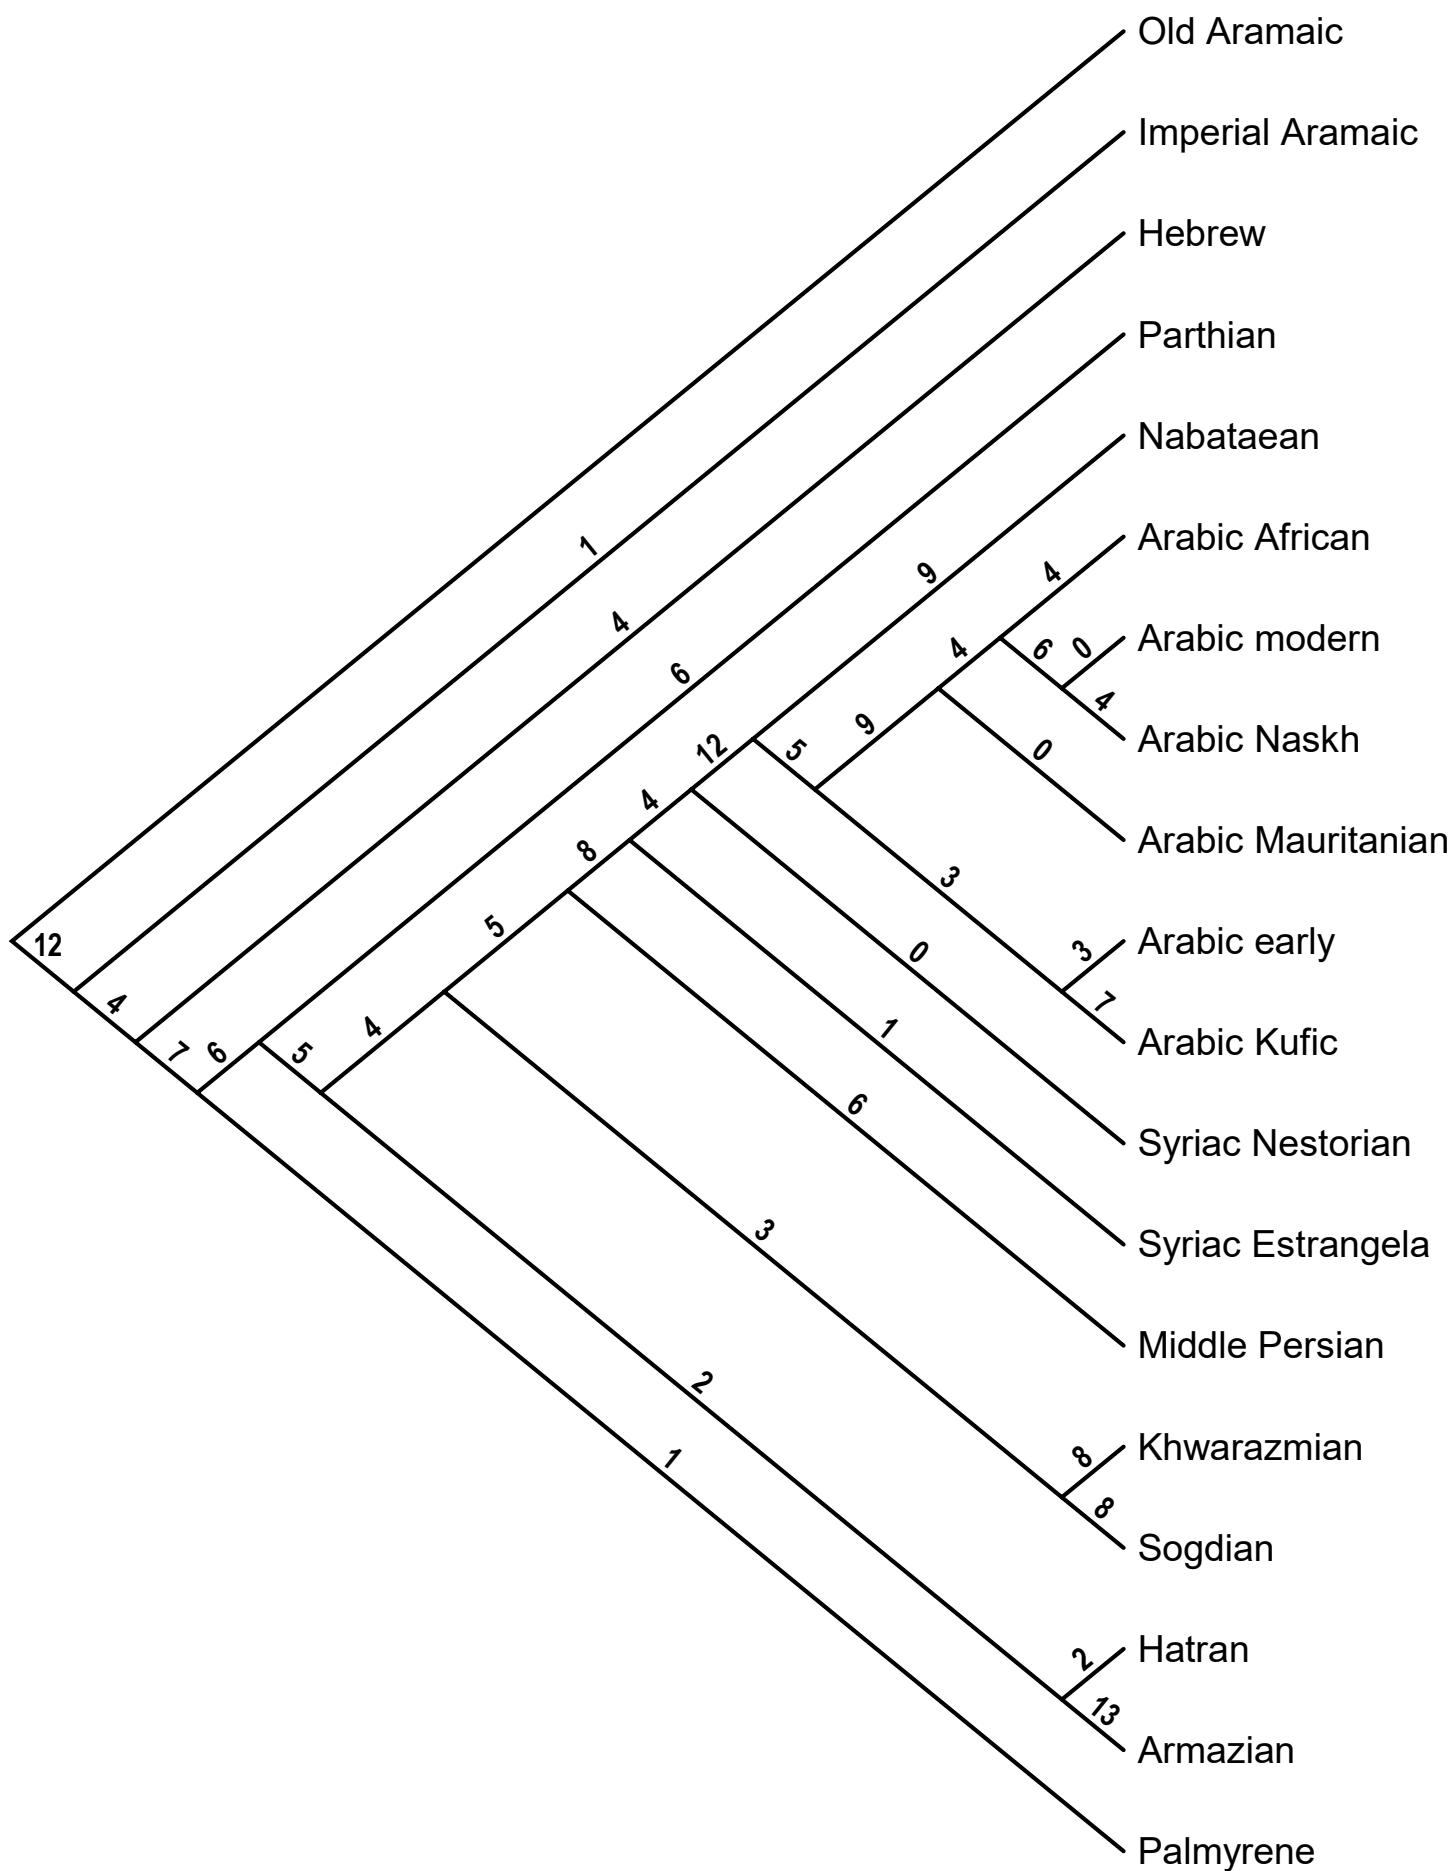 Old Aramaic
Imperial Aramaic
Hebrew
Parthian
Nabataean
Arabic African
9
4
1
Arabic modern
4
6
0
4
6
4
Arabic Naskh
9
12
5
0
4
Arabic Mauritanian
8
3
5
Arabic early
12
3
0
4
7
4
1
Arabic Kufic
7
6
5
6
Syriac Nestorian
3
Syriac Estrangela
Middle Persian
2
Khwarazmian
1
8
8
Sogdian
Hatran
2
13
Armazian
Palmyrene